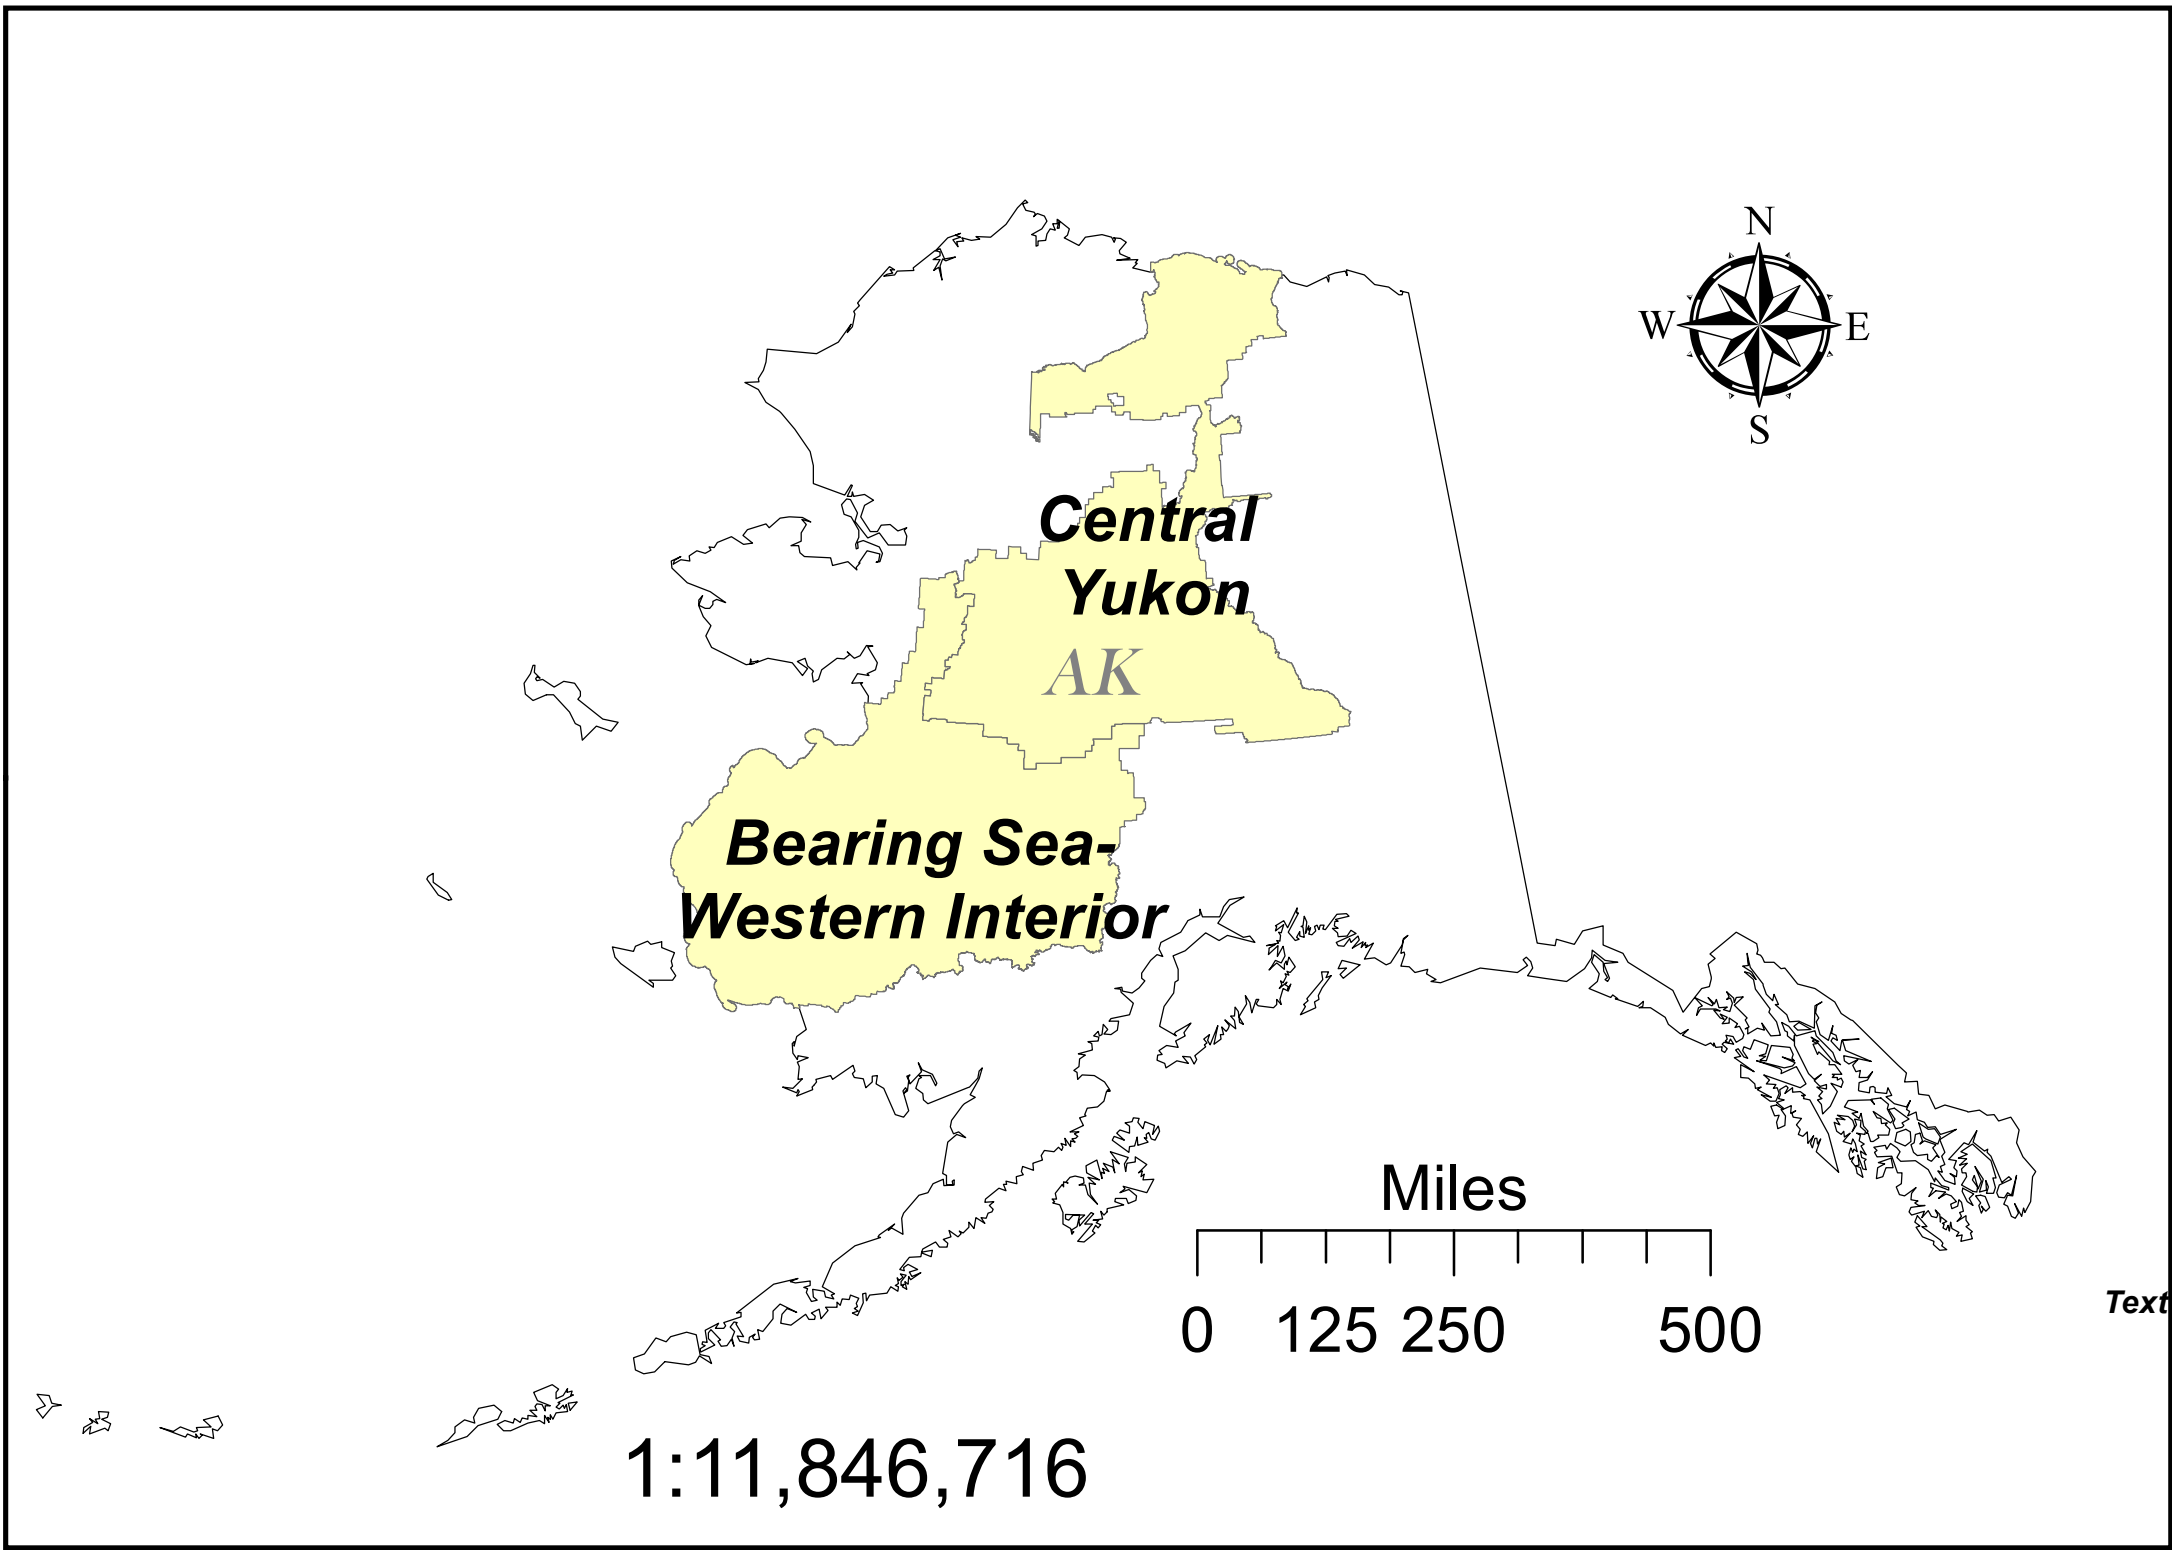 N
W E
S
Central
Yukon
AK
Bearing Sea-
Western Interior
Miles
0 125 250 500
Text
1:11,846,716